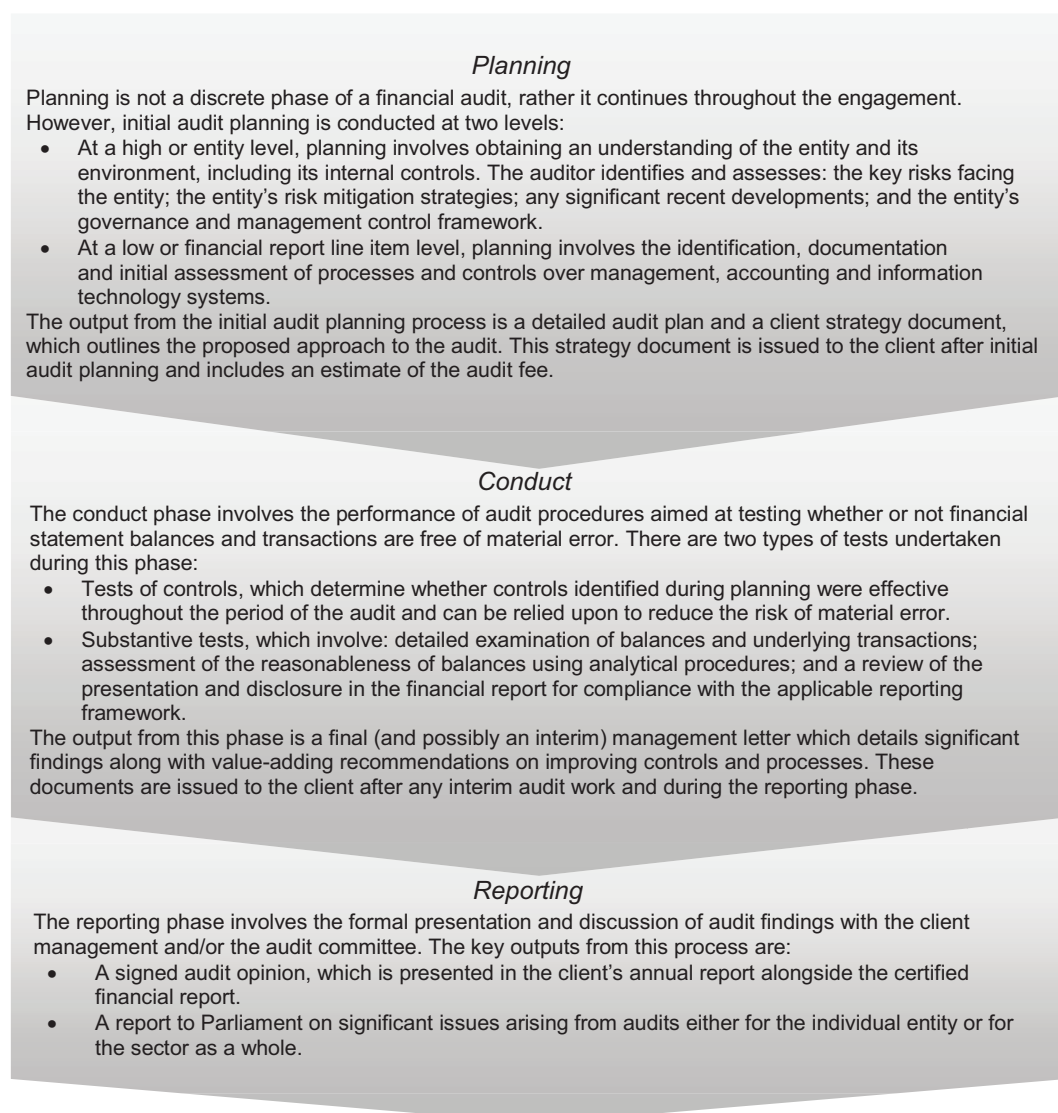 Planning
Planning is not a discrete phase of a financial audit, rather it continues throughout the engagement.
However, initial audit planning is conducted at two levels:
• At a high or entity level, planning involves obtaining an understanding of the entity and its
environment, including its internal controls. The auditor identifies and assesses: the key risks facing
the entity; the entity's risk mitigation strategies; any significant recent developments; and the entity's
governance and management control framework.
• At a low or financial report line item level, planning involves the identification, documentation
and initial assessment of processes and controls over management, accounting and information
technology systems.
The output from the initial audit planning process is a detailed audit plan and a client strategy document,
which outlines the proposed approach to the audit. This strategy document is issued to the client after initial
audit planning and includes an estimate of the audit fee.
Conduct
The conduct phase involves the performance of audit procedures aimed at testing whether or not financial
statement balances and transactions are free of material error. There are two types of tests undertaken
during this phase:
• Tests of controls, which determine whether controls identified during planning were effective
throughout the period of the audit and can be relied upon to reduce the risk of material error.
• Substantive tests, which involve: detailed examination of balances and underlying transactions;
assessment of the reasonableness of balances using analytical procedures; and a review of the
presentation and disclosure in the financial report for compliance with the applicable reporting
framework.
The output from this phase is a final (and possibly an interim) management letter which details significant
findings along with value-adding recommendations on improving controls and processes. These
documents are issued to the client after any interim audit work and during the reporting phase.
Reporting
The reporting phase involves the formal presentation and discussion of audit findings with the client
management and/or the audit committee. The key outputs from this process are:
• A signed audit opinion, which is presented in the client's annual report alongside the certified
financial report.
• A report to Parliament on significant issues arising from audits either for the individual entity or for
the sector as a whole.